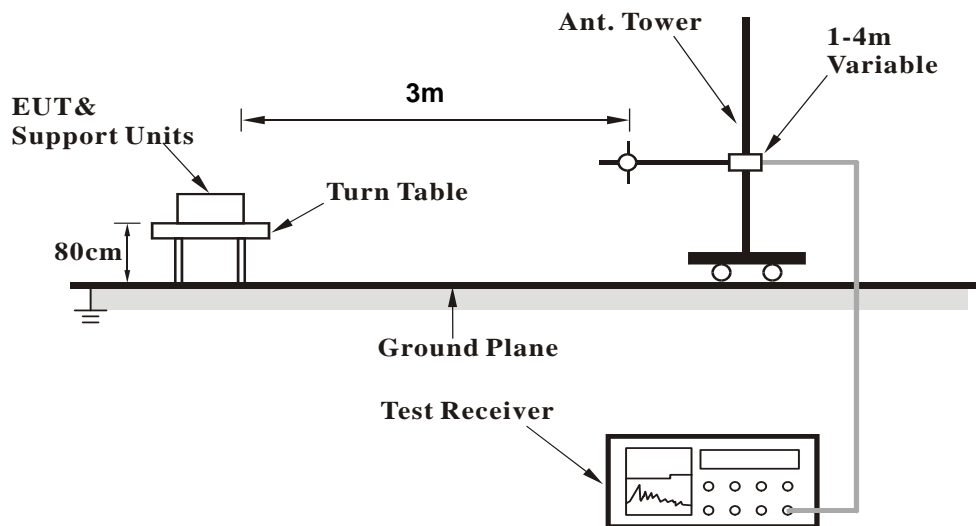 Ant. Tower
1-4m
Variable
3m
EUT&
Support Units
Turn Table
80cm
Ground Plane
Test Receiver